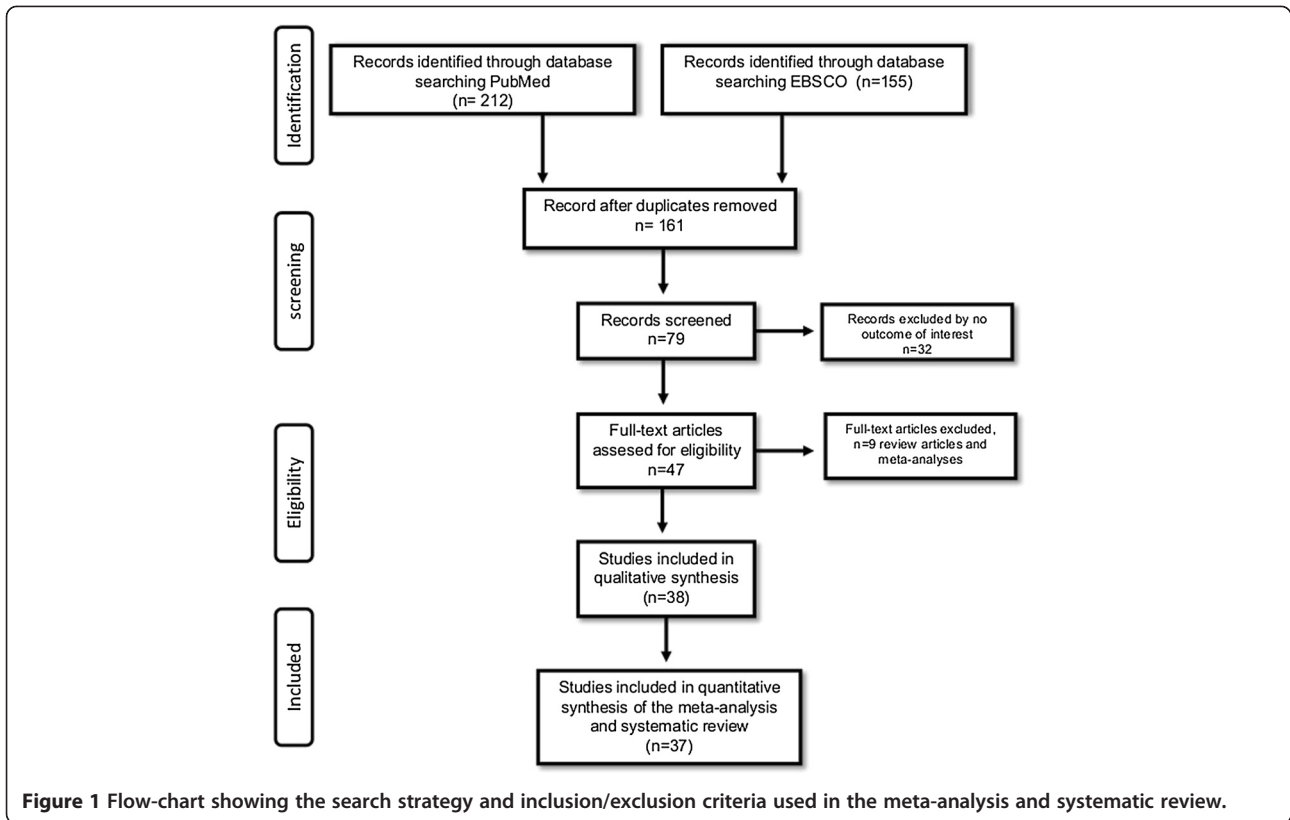 Identification
Records identified through database
searching PubMed
(n= 212)
Records identified through database
searching EBSCO (n=155)
Record after duplicates removed
n= 161
screening
Records screened
n=79
Records excluded by no
outcome of interest
n=32
Eligibility
Full-text articles
assesed for eligibility
n=47
Full-text articles excluded,
n=9 review articles and
meta-analyses
Studies included in
qualitative synthesis
(n=38)
Included
Studies included in quantitative
synthesis of the meta-analysis
and systematic review
(n=37)
Figure 1 Flow-chart showing the search strategy and inclusion/exclusion criteria used in the meta-analysis and systematic review.